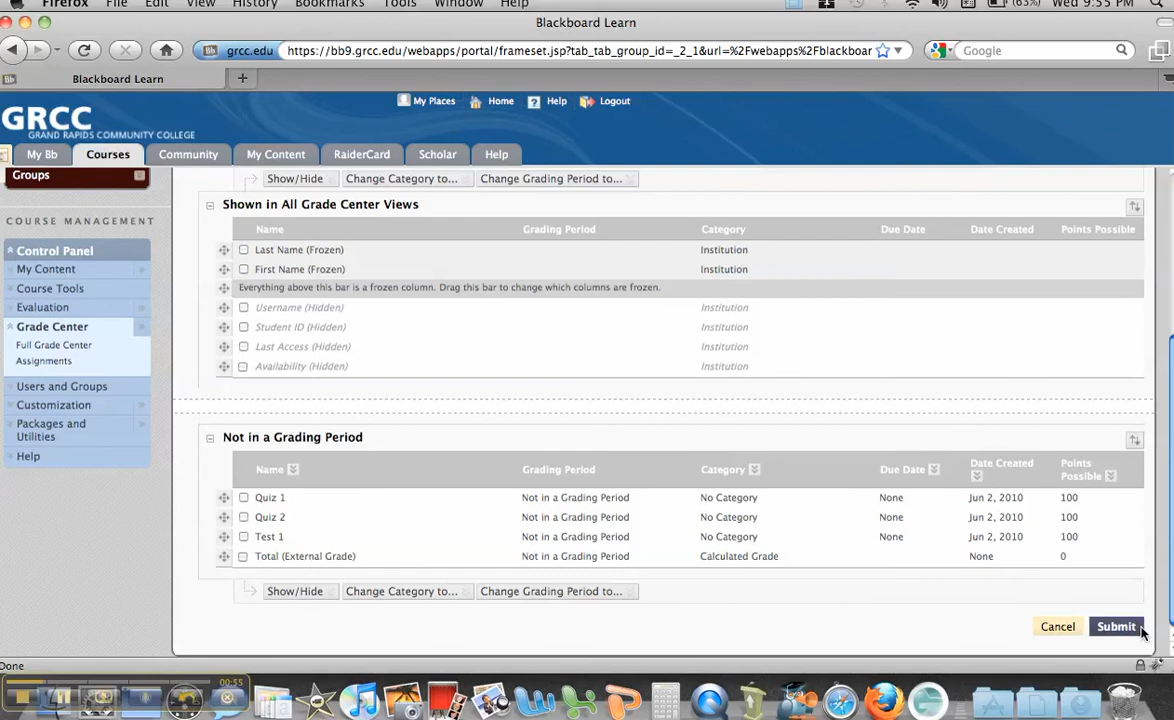 Firefox File Edit View History Bookmarks Tools Window Help (63%) Wed 9:55 PM
Blackboard Learn
Bb grcc.edu https://bb9.grcc.edu/webapps/portal/frameset.jsp?tab_tab_group_id=_2_1&url=%2Fwebapps%2Fblackboar Google
Bb Blackboard Learn +
My Places Home ? Help Logout
GRCC
GRAND RAPIDS COMMUNITY COLLEGE
My Bb Courses Community My Content RaiderCard Scholar Help
Groups
Show/Hide Change Category to... Change Grading Period to...
Shown in All Grade Center Views
COURSE MANAGEMENT
Name Grading Period Category Due Date Date Created Points Possible
Control Panel
Last Name (Frozen) Institution
My Content
First Name (Frozen) Institution
Course Tools
Everything above this bar is a frozen column. Drag this bar to change which columns are frozen.
Evaluation
Username (Hidden) Institution
Grade Center
Student ID (Hidden) Institution
Full Grade Center
Last Access (Hidden) Institution
Assignments
Availability (Hidden) Institution
Users and Groups
Customization
Packages and
Utilities
Help
Not in a Grading Period
Name Grading Period Category Due Date Date Created Points Possible
Quiz 1 Not in a Grading Period No Category None Jun 2, 2010 100
Quiz 2 Not in a Grading Period No Category None Jun 2, 2010 100
Test 1 Not in a Grading Period No Category None Jun 2, 2010 100
Total (External Grade) Not in a Grading Period Calculated Grade None 0
Show/Hide Change Category to... Change Grading Period to...
Cancel Submit
Done
00:55